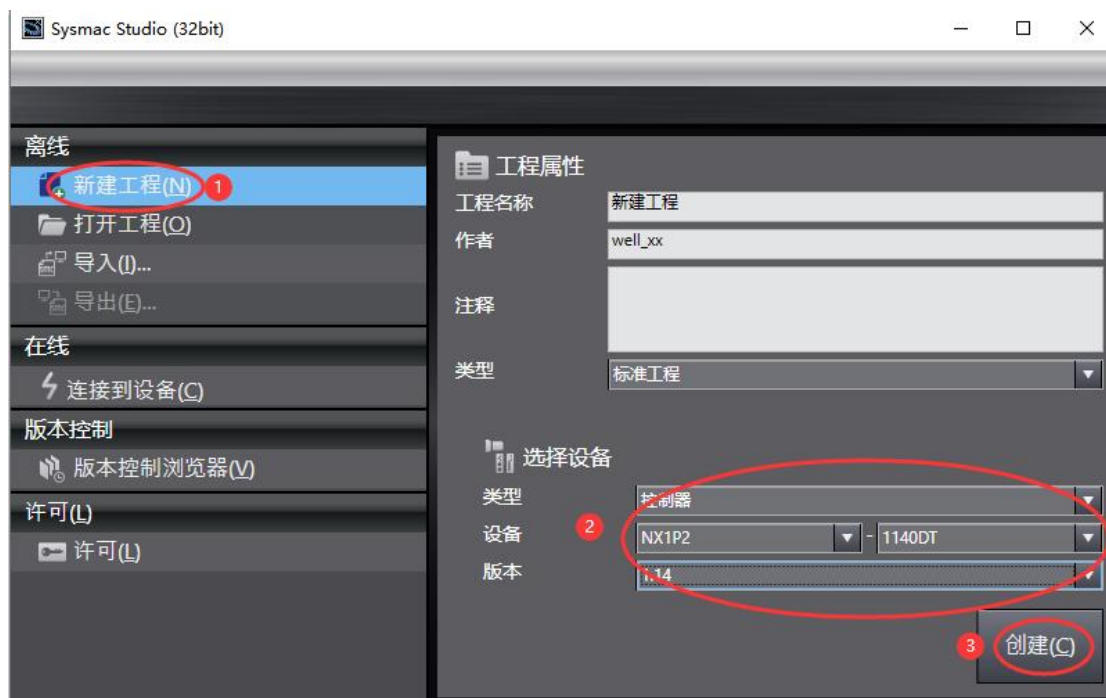 Sysmac Studio (32bit)
离线
新建工程(N) 1
打开工程(O)
导入(I)...
导出(E)...
在线
连接到设备(C)
版本控制
版本控制浏览器(V)
许可(L)
许可(L)
工程属性
工程名称 新建工程
作者 well_xx
注释
类型 标准工程
选择设备
类型 控制器
设备 2 NX1P2 - 1140DT
版本 1.14
3 创建(C)